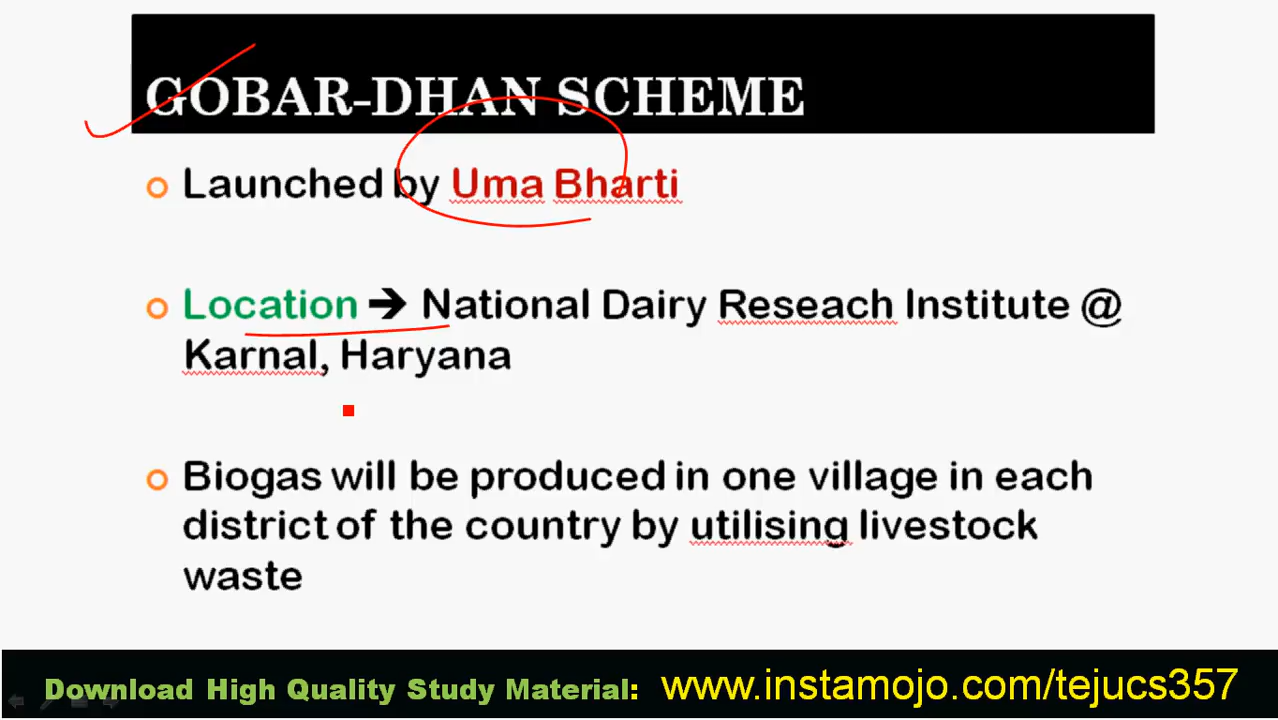 GOBAR-DHAN SCHEME
Launched by Uma Bharti
Location → National Dairy Reseach Institute @
Karnal, Haryana
Biogas will be produced in one village in each
district of the country by utilising livestock
waste
Download High Quality Study Material: www.instamojo.com/tejucs357